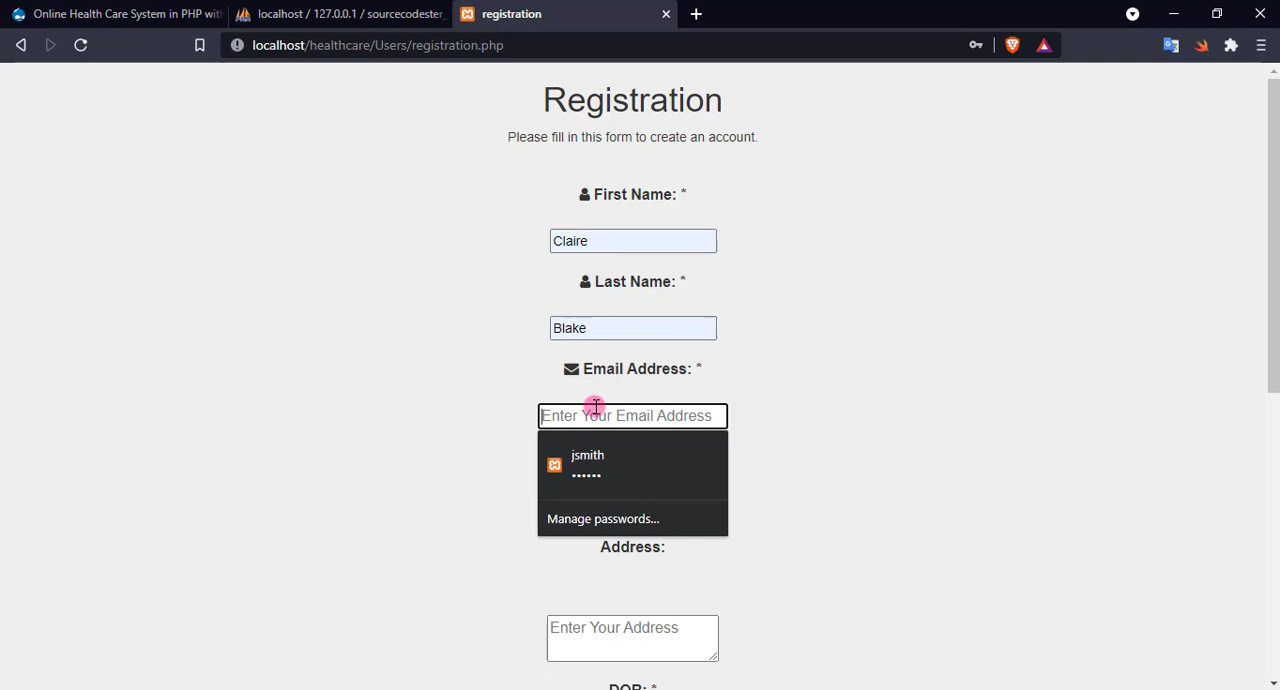 Online Health Care System in PHP wit
localhost / 127.0.0.1 / sourcecodester_
registration
localhost/healthcare/Users/registration.php
Registration
Please fill in this form to create an account.
First Name: *
Claire
Last Name: *
Blake
Email Address: *
Enter Your Email Address
jsmith
••••••
Manage passwords...
Address:
Enter Your Address
DOB: *